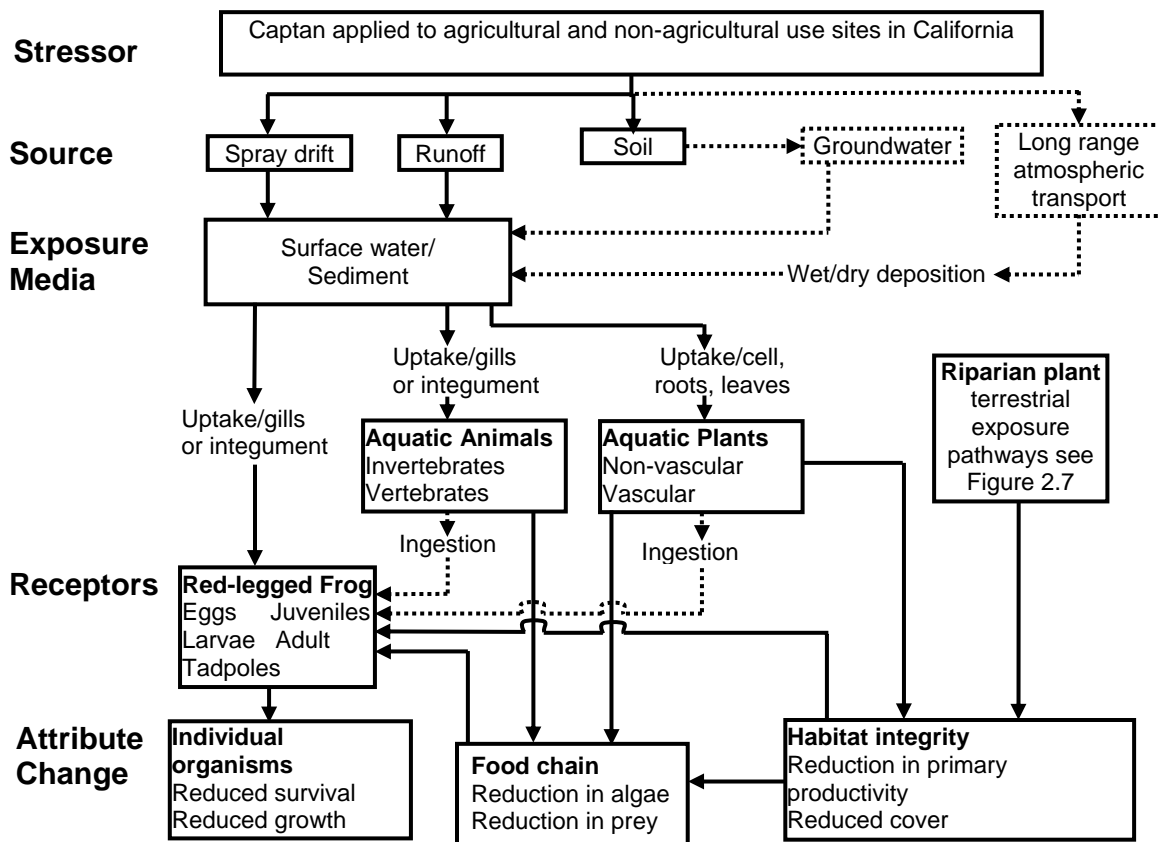 Stressor
Captan applied to agricultural and non-agricultural use sites in California
Source
Spray drift
Runoff
Soil
Groundwater
Long range
atmospheric
transport
Exposure
Media
Surface water/
Sediment
Wet/dry deposition
Uptake/gills
or integument
Uptake/gills
or integument
Uptake/cell,
roots, leaves
Riparian plant
terrestrial
exposure
pathways see
Figure 2.7
Aquatic Animals
Invertebrates
Vertebrates
Aquatic Plants
Non-vascular
Vascular
Ingestion
Ingestion
Receptors
Red-legged Frog
Eggs Juveniles
Larvae Adult
Tadpoles
Attribute
Change
Individual
organisms
Reduced survival
Reduced growth
Food chain
Reduction in algae
Reduction in prey
Habitat integrity
Reduction in primary
productivity
Reduced cover